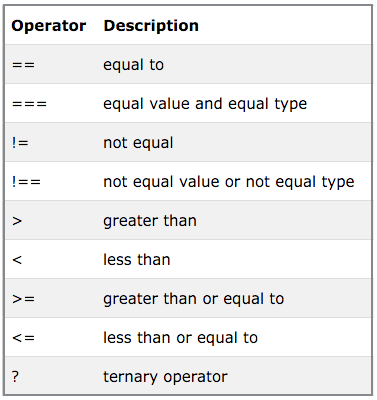 Operator Description
== equal to
=== equal value and equal type
!= not equal
!== not equal value or not equal type
> greater than
< less than
>= greater than or equal to
<= less than or equal to
? ternary operator